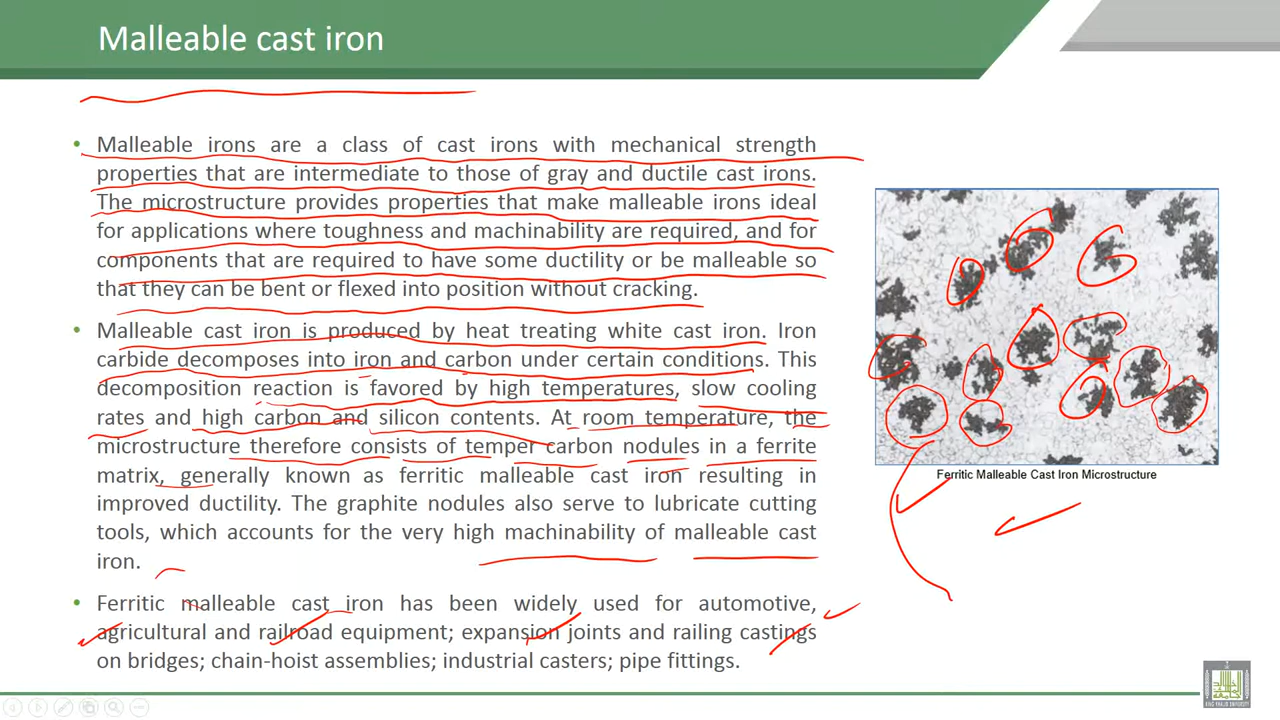 Malleable cast iron
• Malleable irons are a class of cast irons with mechanical strength
properties that are intermediate to those of gray and ductile cast irons.
The microstructure provides properties that make malleable irons ideal
for applications where toughness and machinability are required, and for
components that are required to have some ductility or be malleable so
that they can be bent or flexed into position without cracking.
• Malleable cast iron is produced by heat treating white cast iron. Iron
carbide decomposes into iron and carbon under certain conditions. This
decomposition reaction is favored by high temperatures, slow cooling
rates and high carbon and silicon contents. At room temperature, the
microstructure therefore consists of temper carbon nodules in a ferrite
matrix, generally known as ferritic malleable cast iron resulting in
improved ductility. The graphite nodules also serve to lubricate cutting
tools, which accounts for the very high machinability of malleable cast
iron.
• Ferritic malleable cast iron has been widely used for automotive,
agricultural and railroad equipment; expansion joints and railing castings
on bridges; chain-hoist assemblies; industrial casters; pipe fittings.
Ferritic Malleable Cast Iron Microstructure